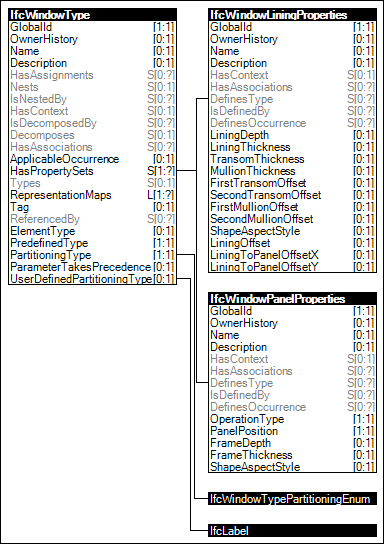 IfcWindowType
GlobalId [1:1]
OwnerHistory [0:1]
Name [0:1]
Description [0:1]
HasAssignments S[0:?]
Nests S[0:1]
IsNestedBy S[0:?]
HasContext S[0:1]
IsDecomposedBy S[0:?]
Decomposes S[0:1]
HasAssociations S[0:?]
ApplicableOccurrence [0:1]
HasPropertySets S[1:?]
Types S[0:1]
RepresentationMaps L[1:?]
Tag [0:1]
ReferencedBy S[0:?]
ElementType [0:1]
PredefinedType [1:1]
PartitioningType [1:1]
ParameterTakesPrecedence [0:1]
UserDefinedPartitioningType [0:1]
IfcWindowLiningProperties
GlobalId [1:1]
OwnerHistory [0:1]
Name [0:1]
Description [0:1]
HasContext S[0:1]
HasAssociations S[0:?]
DefinesType S[0:?]
IsDefinedBy S[0:?]
DefinesOccurrence S[0:?]
LiningDepth [0:1]
LiningThickness [0:1]
TransomThickness [0:1]
MullionThickness [0:1]
FirstTransomOffset [0:1]
SecondTransomOffset [0:1]
FirstMullionOffset [0:1]
SecondMullionOffset [0:1]
ShapeAspectStyle [0:1]
LiningOffset [0:1]
LiningToPanelOffsetX [0:1]
LiningToPanelOffsetY [0:1]
IfcWindowPanelProperties
GlobalId [1:1]
OwnerHistory [0:1]
Name [0:1]
Description [0:1]
HasContext S[0:1]
HasAssociations S[0:?]
DefinesType S[0:?]
IsDefinedBy S[0:?]
DefinesOccurrence S[0:?]
OperationType [1:1]
PanelPosition [1:1]
FrameDepth [0:1]
FrameThickness [0:1]
ShapeAspectStyle [0:1]
IfcWindowTypePartitioningEnum
IfcLabel